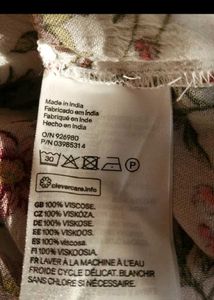 Made in India
Fabricado em Índia
Fabriqué en Inde
Hecho en India
O/N 926980
P/N 03985314
30
P
clevercare.info
GB 100% VISCOSE.
CZ 100% VISKÓZA.
DE 100% VISKOSE.
EE 100% VISKOOS.
ES 100% viscosa.
FI 100% VISKOOSIA.
FR LAVER À LA MACHINE À L'EAU
FROIDE CYCLE DÉLICAT. BLANCHIR
SANS CHLORE SI NÉCESSAIRE.